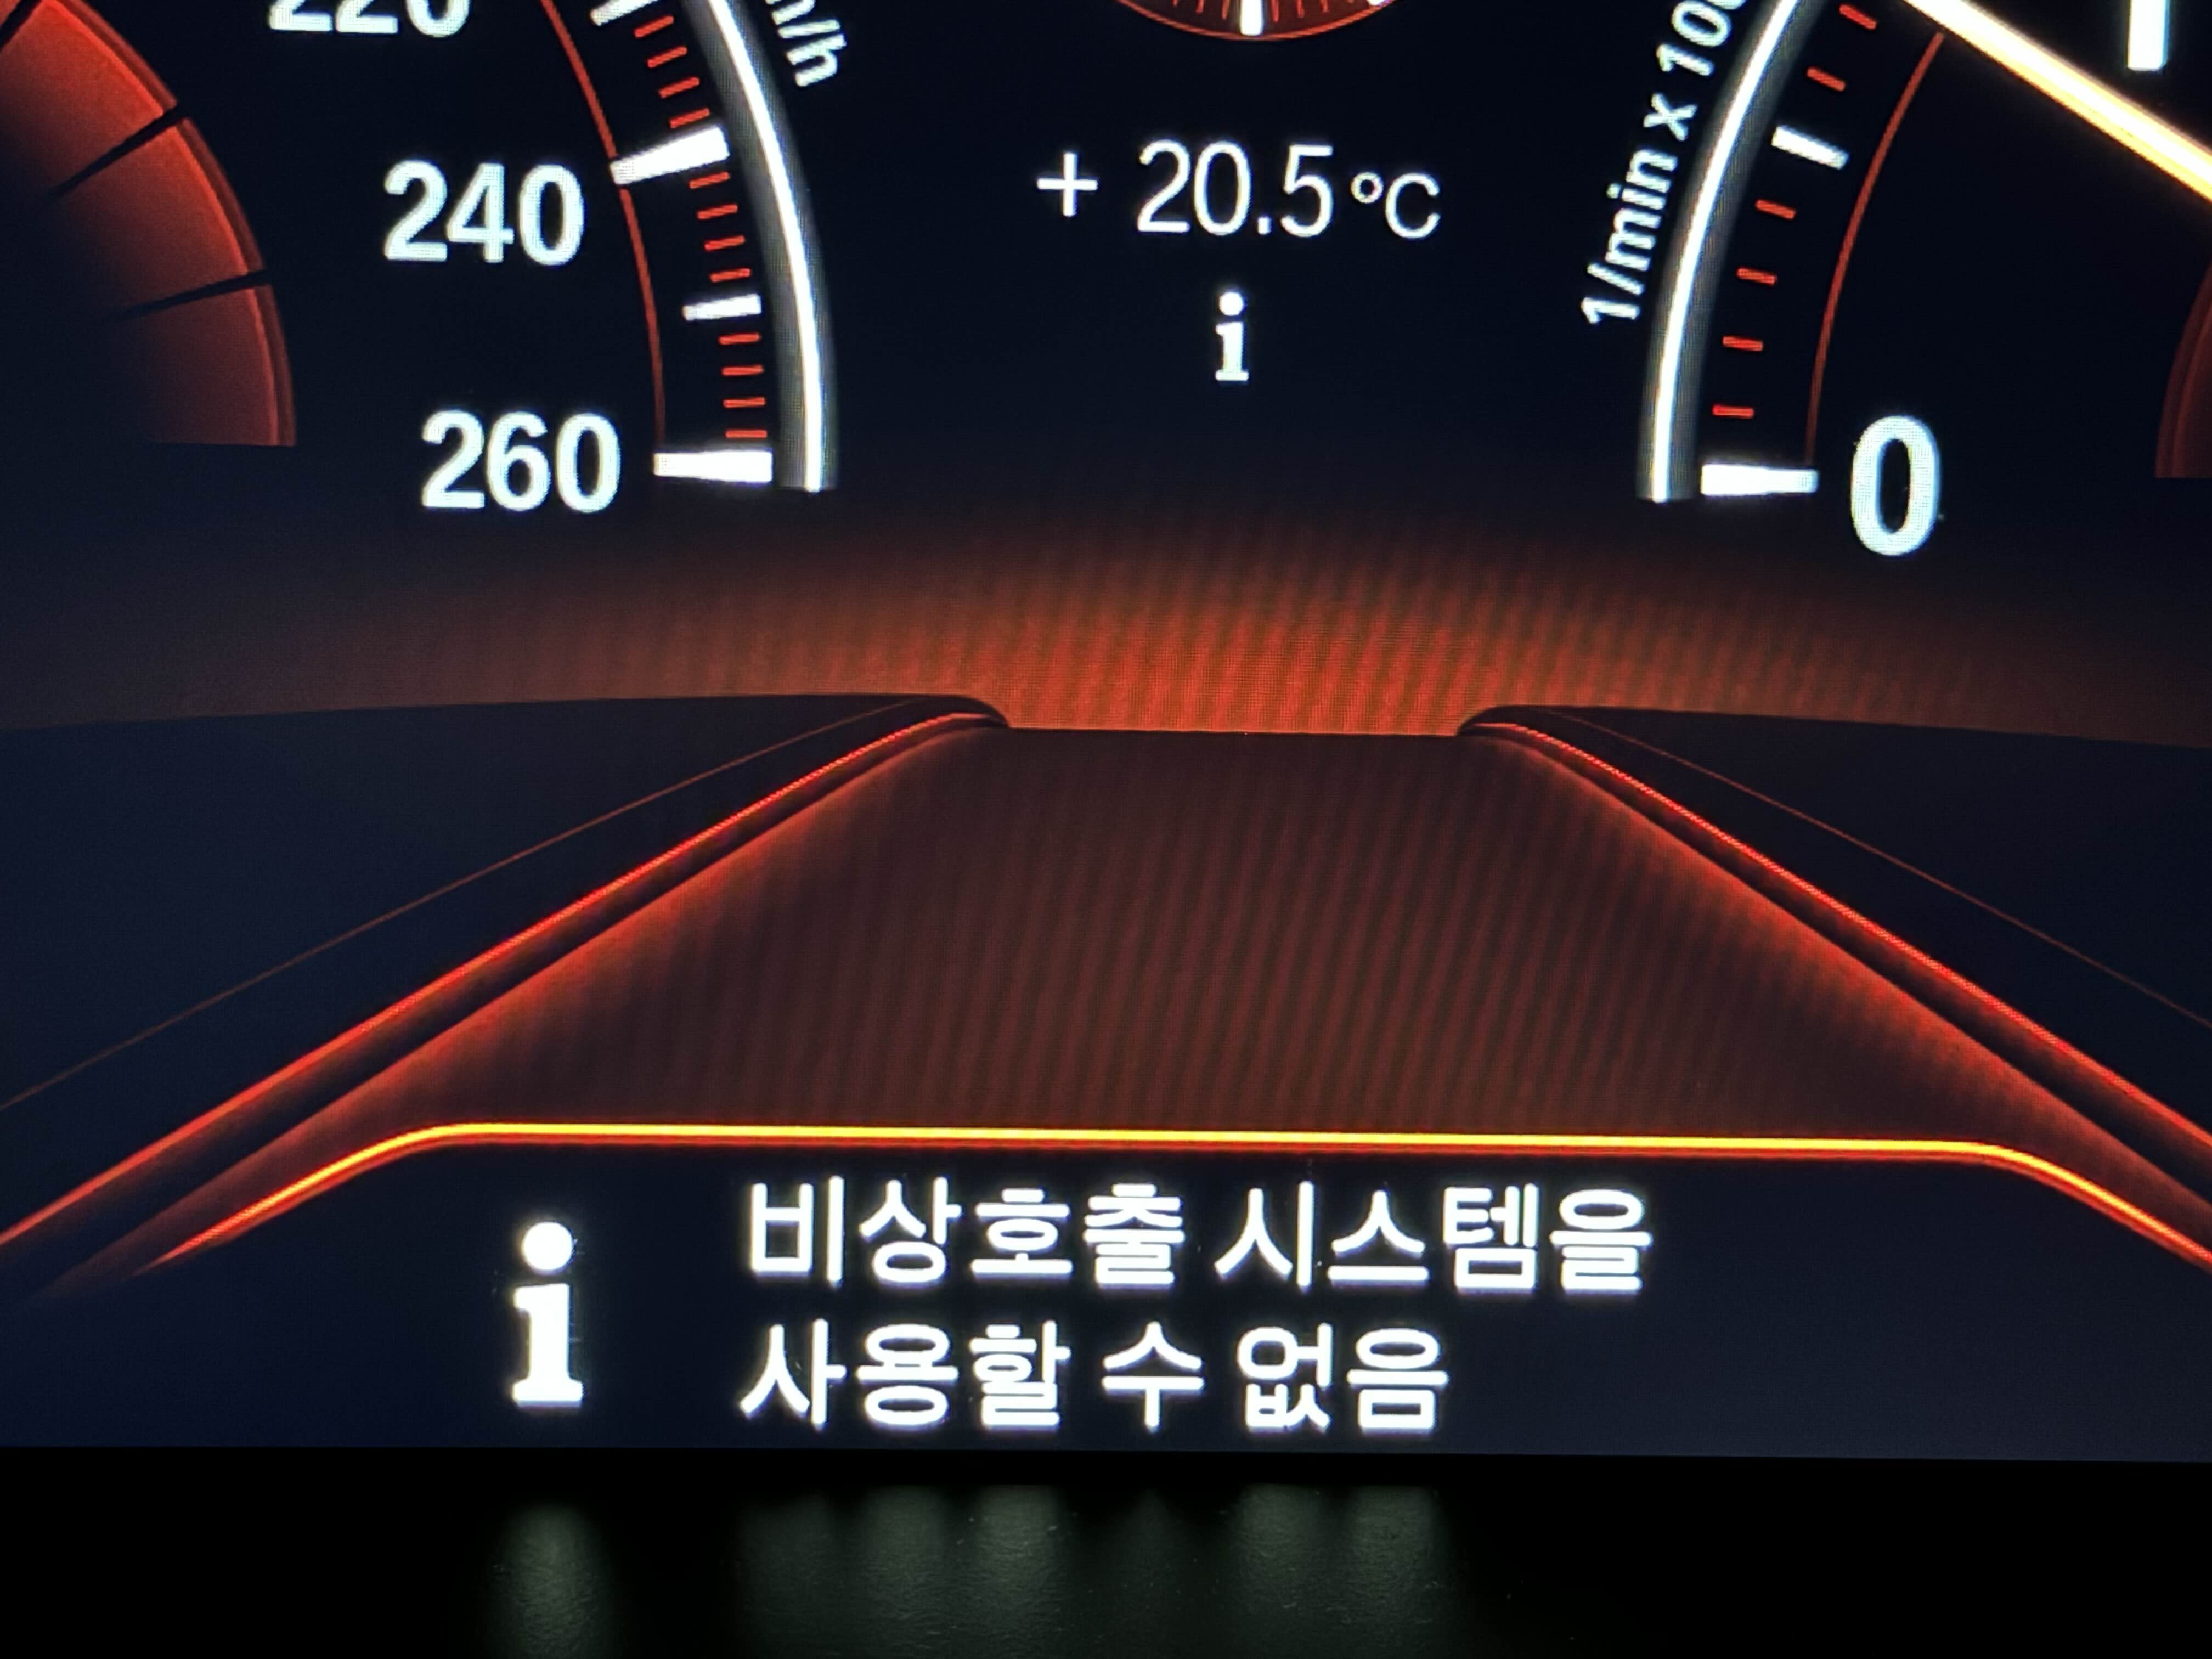 240
260
+ 20.5 °C
i
1/min x 100
0
i
비상호출 시스템을
사용할 수 없음